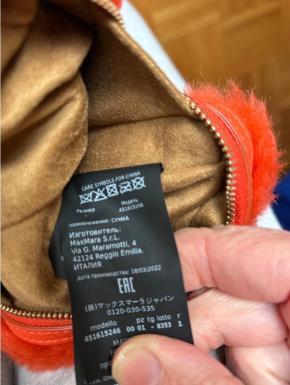 CARE SYMBOLS FOR CHINA
Размер Модель
451615246
наименование: СУМКА
Изготовитель:
MaxMara S.r.L.
Via G. Maramotti, 4
42124 Reggio Emilia.
ИТАЛИЯ
дата производства: 18/03/2022
EAC
(株)マックスマーラジャパン
0120-030-535
modello pz tg lotto r
451615246 00 01 - 8353 1